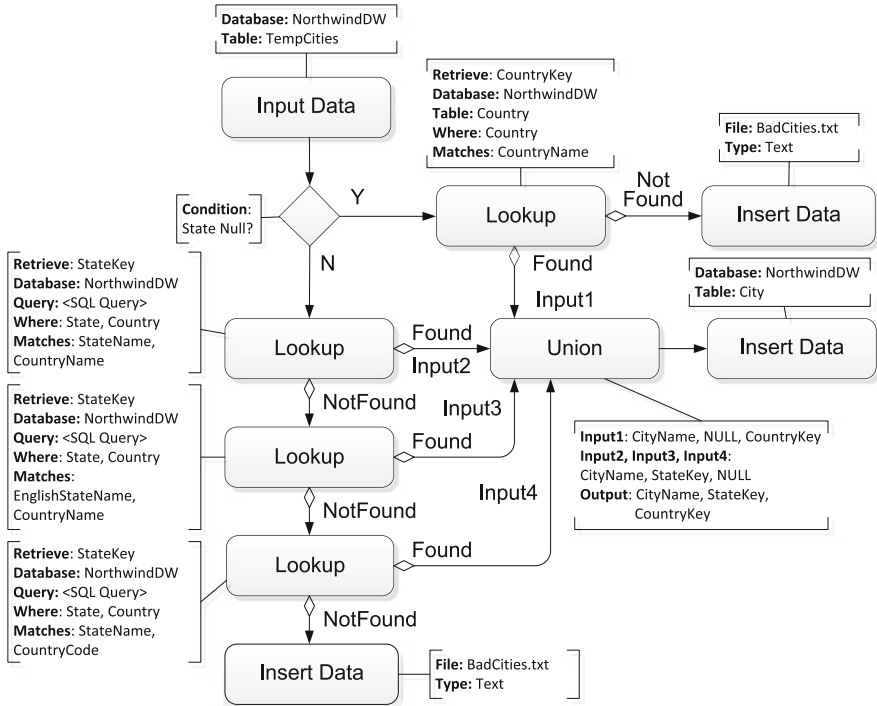 Database: NorthwindDW
Table: TempCities
Input Data
Retrieve: CountryKey
Database: NorthwindDW
Table: Country
Where: Country
Matches: CountryName
File: BadCities.txt
Type: Text
Condition:
State Null?
Y
Lookup
Not
Found
Insert Data
N
Found
Input1
Retrieve: StateKey
Database: NorthwindDW
Query: <SQL Query>
Where: State, Country
Matches: StateName,
CountryName
Lookup
Found
Input2
Union
Database: NorthwindDW
Table: City
Insert Data
NotFound
Input3
Retrieve: StateKey
Database: NorthwindDW
Query: <SQL Query>
Where: State, Country
Matches:
EnglishStateName,
CountryName
Lookup
Found
Input1: CityName, NULL, CountryKey
Input2, Input3, Input4:
CityName, StateKey, NULL
Output: CityName, StateKey,
CountryKey
Input4
NotFound
Retrieve: StateKey
Database: NorthwindDW
Query: <SQL Query>
Where: State, Country
Matches: StateName,
CountryCode
Lookup
Found
NotFound
Insert Data
File: BadCities.txt
Type: Text